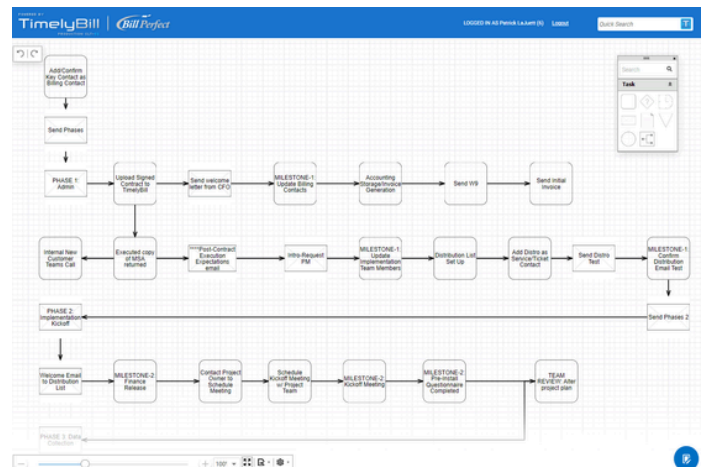 POWERED BY
TimelyBill
Bill Perfect
LOGGED IN AS Patrick LaJuett (6) Logout
Quick Search
T
Search
Task
Add/Confirm
Key Contact as
Billing Contact
Send Phases
PHASE 1:
Admin
Upload Signed
Contract to
TimelyBill
Send welcome
letter from CFO
MILESTONE-1:
Update Billing
Contacts
Accounting
Storage/Invoice
Generation
Send W9
Send Initial
Invoice
Internal New
Customer
Teams Call
Executed copy
of MSA
returned
Post-Contract
Execution
Expectations
email
Intro-Request
PM
MILESTONE-1:
Update
Implementation
Team Members
Distribution List
Set Up
Add Distro as
Service/Ticket
Contact
Send Distro
Test
MILESTONE-1:
Confirm
Distribution
Email Test
PHASE 2:
Implementation
Kickoff
Send Phases 2
Welcome Email
to Distribution
List
MILESTONE-2:
Finance
Release
Contact Project
Owner to
Schedule
Meeting
Schedule
Kickoff Meeting
w/ Project
Team
MILESTONE-2:
Kickoff Meeting
MILESTONE-2:
Pre-Install
Questionnaire
Completed
TEAM
REVIEW: Alter
project plan
PHASE 3: Data
Collection
100%